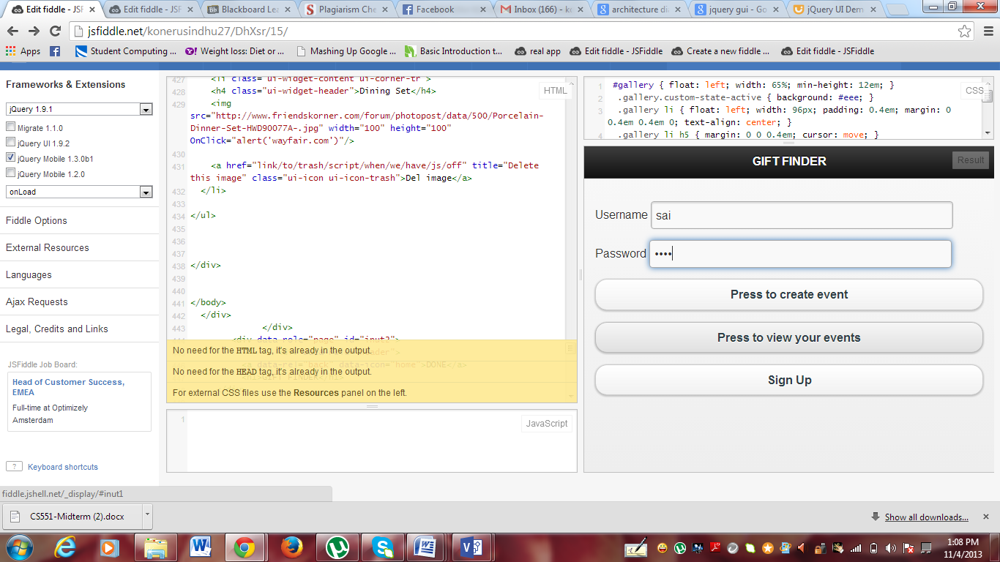 Edit fiddle - JSF
Edit fiddle - JSF
Blackboard Lea
Plagiarism Che
Facebook
Inbox (166) - k
architecture di
jquery gui - Go
jQuery UI Dem
jsfiddle.net/konerusindhu27/DhXsr/15/
Apps
Student Computing ...
Weight loss: Diet or ...
Mashing Up Google ...
Basic Introduction t...
real app
Edit fiddle - JSFiddle
Create a new fiddle ...
Edit fiddle - JSFiddle
Frameworks & Extensions
jQuery 1.9.1
Migrate 1.1.0
jQuery UI 1.9.2
jQuery Mobile 1.3.0b1
jQuery Mobile 1.2.0
onLoad
Fiddle Options
External Resources
Languages
Ajax Requests
Legal, Credits and Links
JSFiddle Job Board:
Head of Customer Success,
EMEA
Full-time at Optimizely
Amsterdam
? Keyboard shortcuts
HTML
427 <li class="ui-widget-content ui-corner-tr">
428 <h4 class="ui-widget-header">Dining Set</h4>
429 <img
src="http://www.friendskorner.com/forum/photopost/data/500/Porcelain-
Dinner-Set-HWD90077A-.jpg" width="100" height="100"
OnClick="alert('wayfair.com')"/>
430
431 <a href="link/to/trash/script/when/we/have/js/off" title="Delete
this image" class="ui-icon ui-icon-trash">Del image</a>
432 </li>
433
434 </ul>
435
436
437
438 </div>
439
440
441 </body>
442 </div>
443 </div>
<div data-role="page" id="inut2">
<a data-rel="back" data-icon="home">DONE</a>
No need for the HTML tag, it's already in the output.
No need for the HEAD tag, it's already in the output.
For external CSS files use the Resources panel on the left.
1
JavaScript
CSS
1 #gallery { float: left; width: 65%; min-height: 12em; }
2 .gallery.custom-state-active { background: #eee; }
3 .gallery li { float: left; width: 96px; padding: 0.4em; margin: 0
0.4em 0.4em 0; text-align: center; }
4 .gallery li h5 { margin: 0 0 0.4em; cursor: move; }
GIFT FINDER
Result
Username sai
Password ••••
Press to create event
Press to view your events
Sign Up
fiddle.jshell.net/_display/#inut1
CS551-Midterm (2).docx
Show all downloads...
1:08 PM
11/4/2013